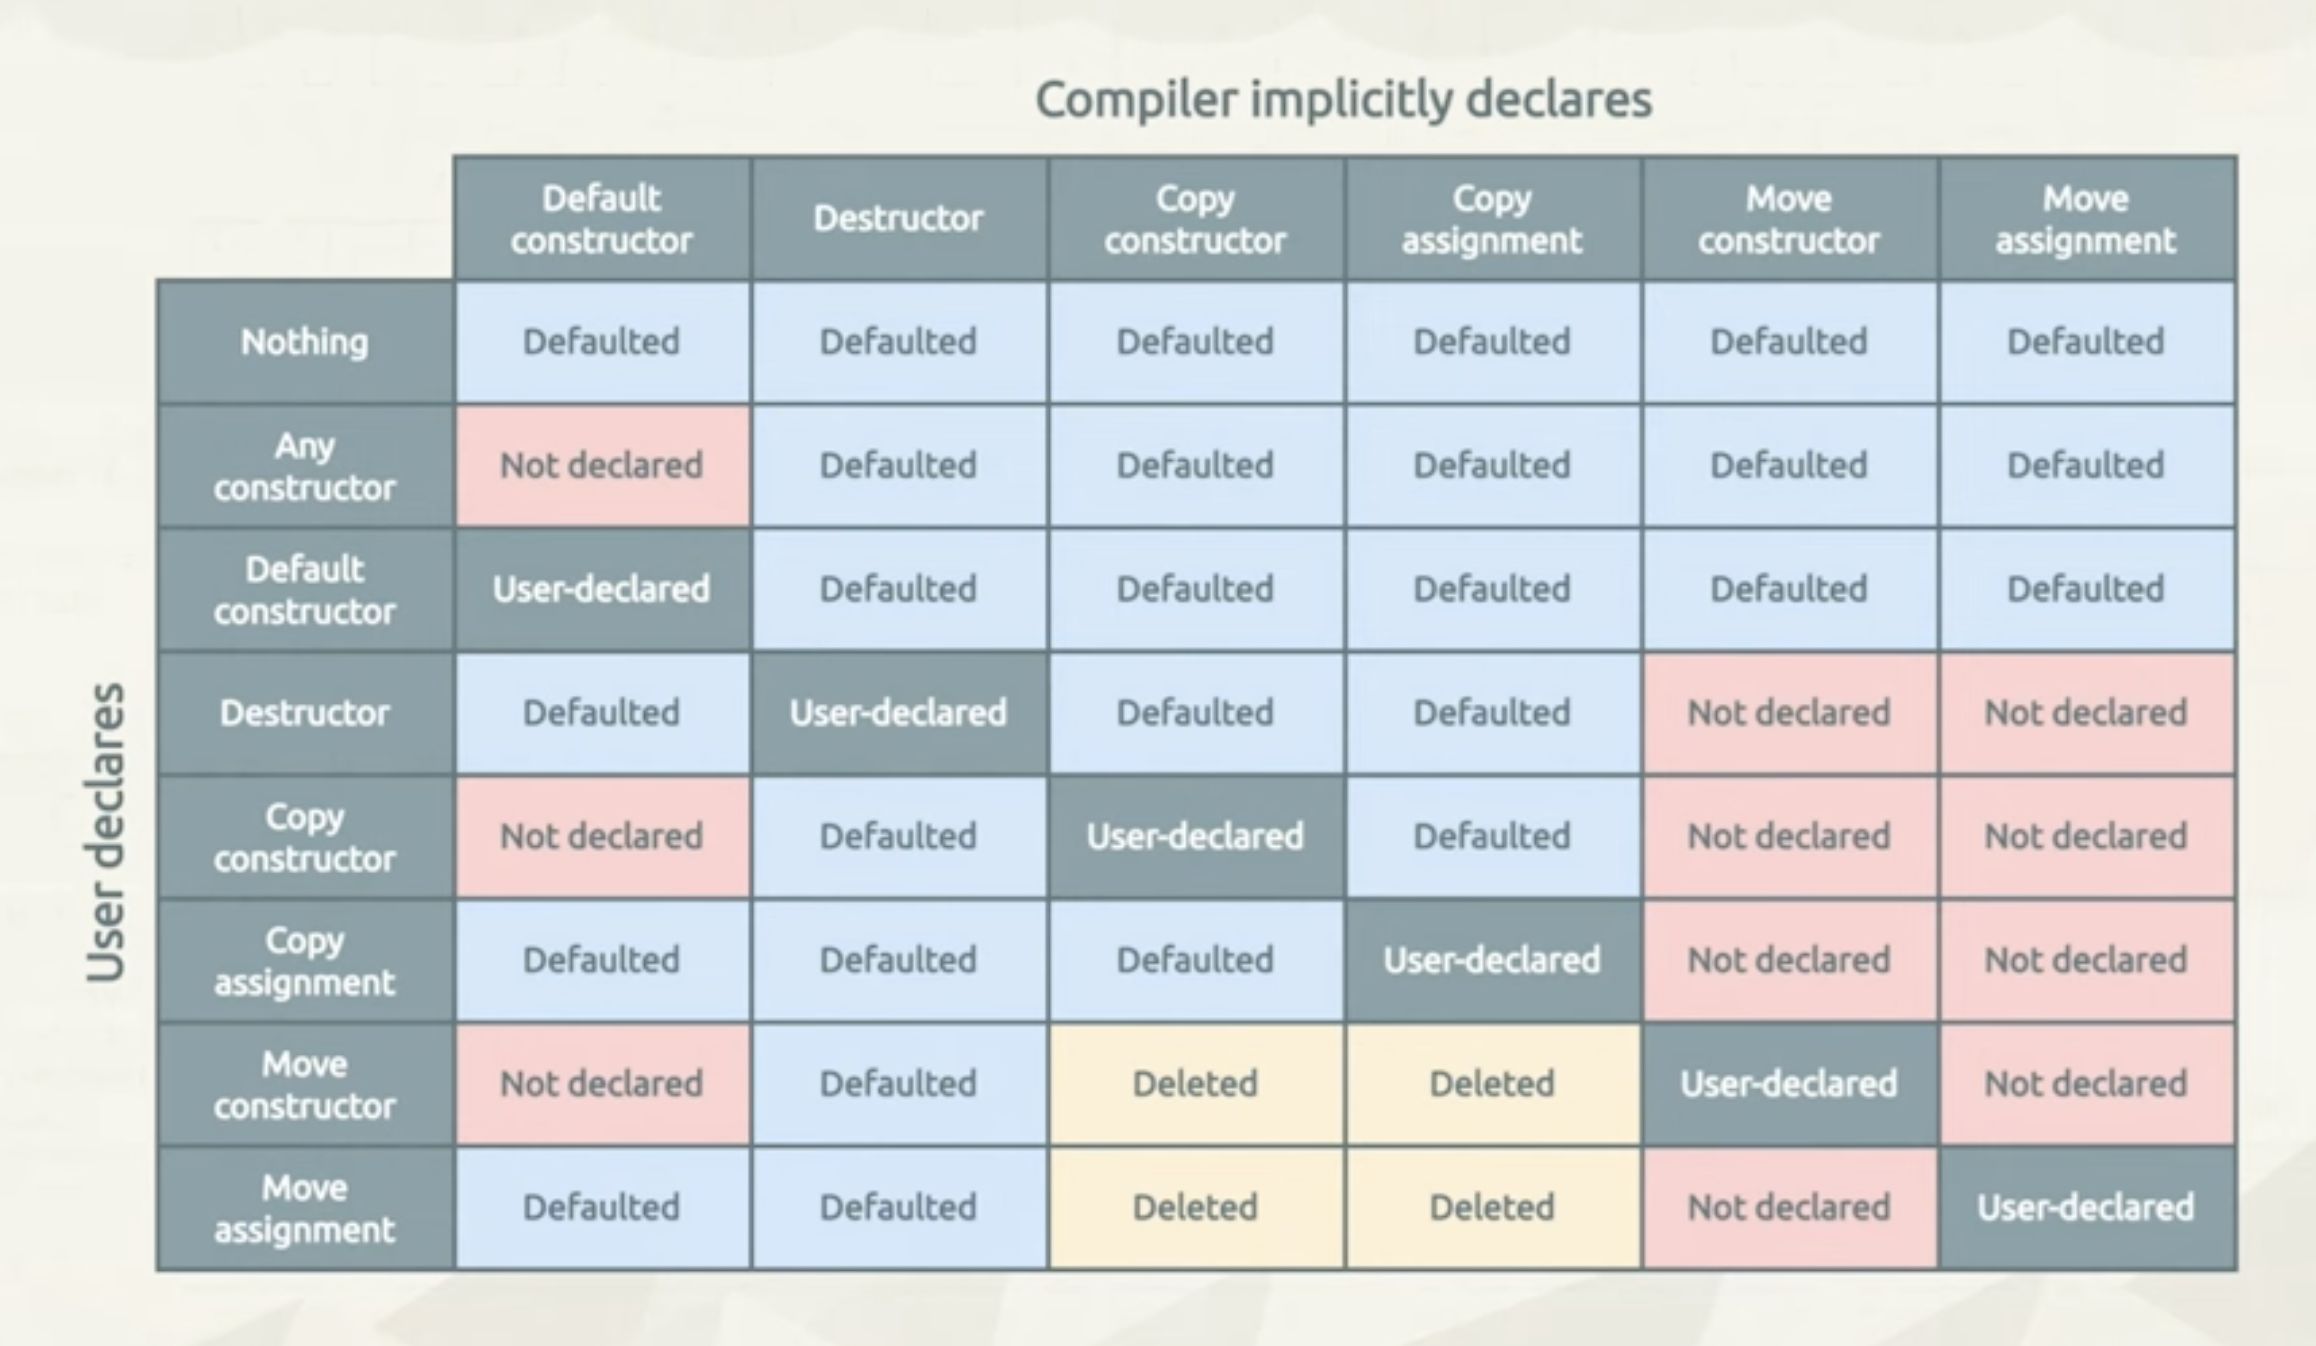 Compiler implicitly declares
Default constructor Destructor Copy constructor Copy assignment Move constructor Move assignment
User declares
Nothing Defaulted Defaulted Defaulted Defaulted Defaulted Defaulted
Any constructor Not declared Defaulted Defaulted Defaulted Defaulted Defaulted
Default constructor User-declared Defaulted Defaulted Defaulted Defaulted Defaulted
Destructor Defaulted User-declared Defaulted Defaulted Not declared Not declared
Copy constructor Not declared Defaulted User-declared Defaulted Not declared Not declared
Copy assignment Defaulted Defaulted Defaulted User-declared Not declared Not declared
Move constructor Not declared Defaulted Deleted Deleted User-declared Not declared
Move assignment Defaulted Defaulted Deleted Deleted Not declared User-declared